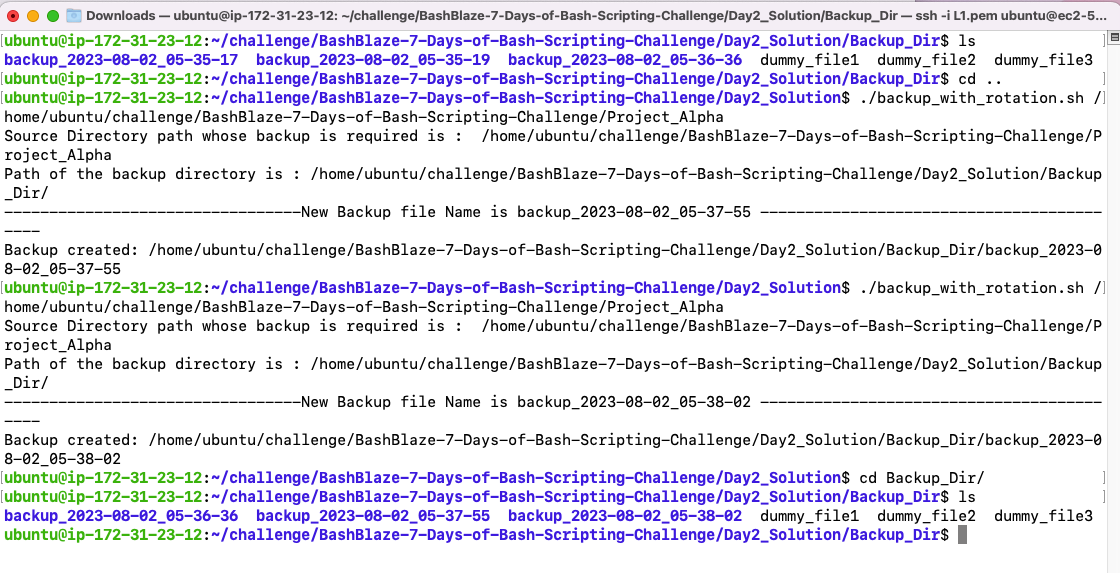 Downloads — ubuntu@ip-172-31-23-12: ~/challenge/BashBlaze-7-Days-of-Bash-Scripting-Challenge/Day2_Solution/Backup_Dir — ssh -i L1.pem ubuntu@ec2-5...
[ubuntu@ip-172-31-23-12:~/challenge/BashBlaze-7-Days-of-Bash-Scripting-Challenge/Day2_Solution/Backup_Dir$ ls ]
backup_2023-08-02_05-35-17 backup_2023-08-02_05-35-19 backup_2023-08-02_05-36-36 dummy_file1 dummy_file2 dummy_file3
[ubuntu@ip-172-31-23-12:~/challenge/BashBlaze-7-Days-of-Bash-Scripting-Challenge/Day2_Solution/Backup_Dir$ cd .. ]
[ubuntu@ip-172-31-23-12:~/challenge/BashBlaze-7-Days-of-Bash-Scripting-Challenge/Day2_Solution$ ./backup_with_rotation.sh /]
home/ubuntu/challenge/BashBlaze-7-Days-of-Bash-Scripting-Challenge/Project_Alpha
Source Directory path whose backup is required is :  /home/ubuntu/challenge/BashBlaze-7-Days-of-Bash-Scripting-Challenge/P
roject_Alpha
Path of the backup directory is : /home/ubuntu/challenge/BashBlaze-7-Days-of-Bash-Scripting-Challenge/Day2_Solution/Backup
_Dir/
---------------------------------New Backup file Name is backup_2023-08-02_05-37-55 --------------------------------------
----
Backup created: /home/ubuntu/challenge/BashBlaze-7-Days-of-Bash-Scripting-Challenge/Day2_Solution/Backup_Dir/backup_2023-0
8-02_05-37-55
[ubuntu@ip-172-31-23-12:~/challenge/BashBlaze-7-Days-of-Bash-Scripting-Challenge/Day2_Solution$ ./backup_with_rotation.sh /]
home/ubuntu/challenge/BashBlaze-7-Days-of-Bash-Scripting-Challenge/Project_Alpha
Source Directory path whose backup is required is :  /home/ubuntu/challenge/BashBlaze-7-Days-of-Bash-Scripting-Challenge/P
roject_Alpha
Path of the backup directory is : /home/ubuntu/challenge/BashBlaze-7-Days-of-Bash-Scripting-Challenge/Day2_Solution/Backup
_Dir/
---------------------------------New Backup file Name is backup_2023-08-02_05-38-02 --------------------------------------
----
Backup created: /home/ubuntu/challenge/BashBlaze-7-Days-of-Bash-Scripting-Challenge/Day2_Solution/Backup_Dir/backup_2023-0
8-02_05-38-02
[ubuntu@ip-172-31-23-12:~/challenge/BashBlaze-7-Days-of-Bash-Scripting-Challenge/Day2_Solution$ cd Backup_Dir/ ]
[ubuntu@ip-172-31-23-12:~/challenge/BashBlaze-7-Days-of-Bash-Scripting-Challenge/Day2_Solution/Backup_Dir$ ls ]
backup_2023-08-02_05-36-36 backup_2023-08-02_05-37-55 backup_2023-08-02_05-38-02 dummy_file1 dummy_file2 dummy_file3
ubuntu@ip-172-31-23-12:~/challenge/BashBlaze-7-Days-of-Bash-Scripting-Challenge/Day2_Solution/Backup_Dir$